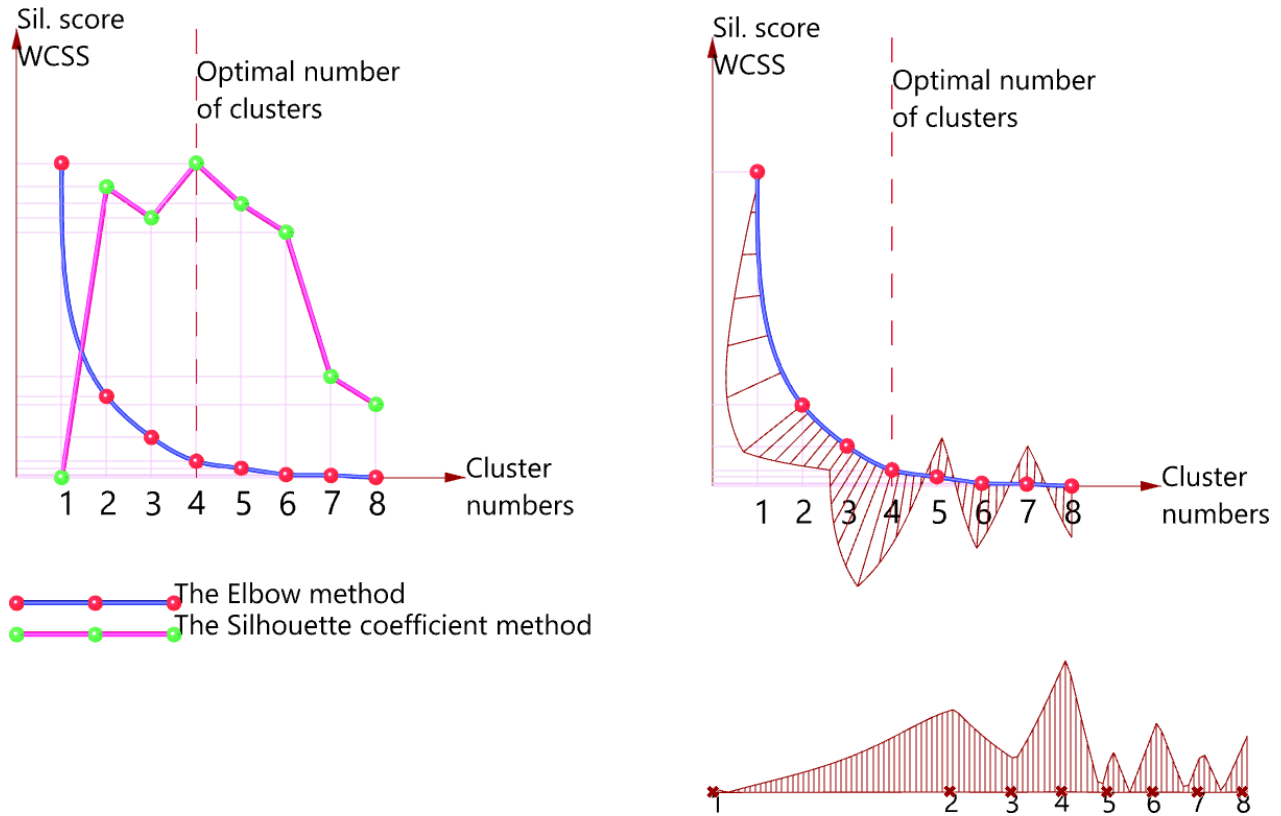 Sil. score
WCSS
Optimal number
of clusters
1 2 3 4 5 6 7 8
Cluster
numbers
The Elbow method
The Silhouette coefficient method
Sil. score
WCSS
Optimal number
of clusters
1 2 3 4 5 6 7 8
Cluster
numbers
1 2 3 4 5 6 7 8